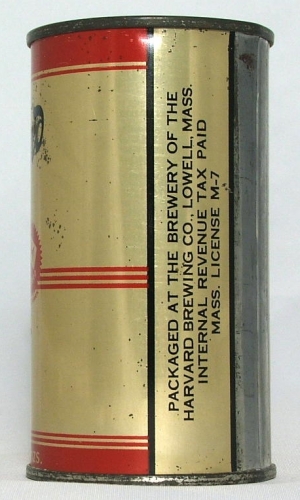 PACKAGED AT THE BREWERY OF THE
HARVARD BREWING CO., LOWELL, MASS.
INTERNAL REVENUE TAX PAID
MASS. LICENSE M-7